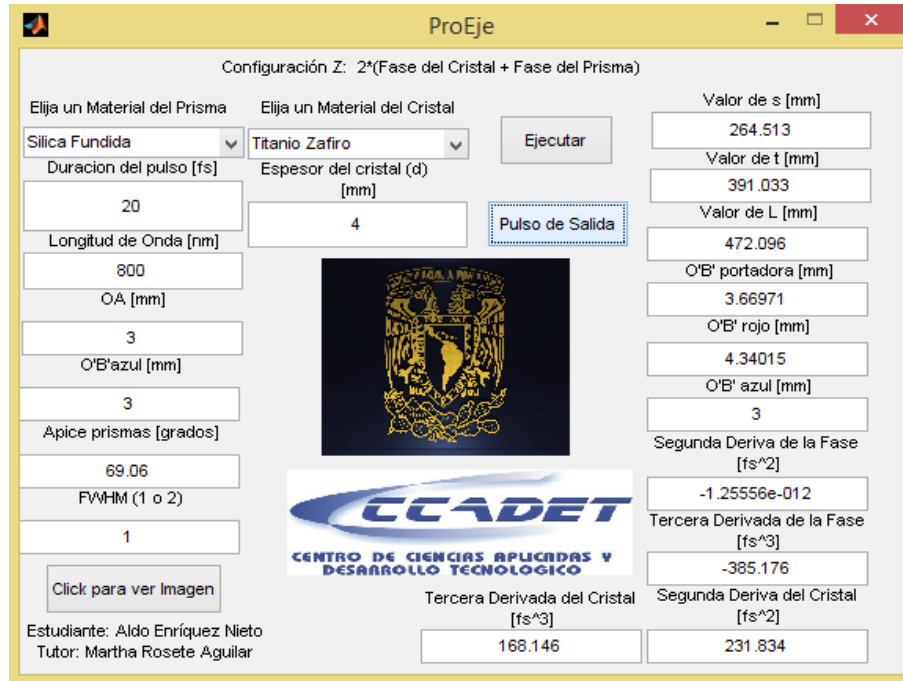 ProEje
Configuración Z: 2*(Fase del Cristal + Fase del Prisma)
Elija un Material del Prisma
Silica Fundida
Duracion del pulso [fs]
20
Longitud de Onda [nm]
800
OA [mm]
3
O'B'azul [mm]
3
Apice prismas [grados]
69.06
FWHM (1 o 2)
1
Click para ver Imagen
Estudiante: Aldo Enríquez Nieto
Tutor: Martha Rosete Aguilar
Elija un Material del Cristal
Titanio Zafiro
Espesor del cristal (d)
[mm]
4
Ejecutar
Pulso de Salida
CCADET
CENTRO DE CIENCIAS APLICADAS Y
DESARROLLO TECNOLOGICO
Tercera Derivada del Cristal
[fs^3]
168.146
Valor de s [mm]
264.513
Valor de t [mm]
391.033
Valor de L [mm]
472.096
O'B' portadora [mm]
3.66971
O'B' rojo [mm]
4.34015
O'B' azul [mm]
3
Segunda Deriva de la Fase
[fs^2]
-1.25556e-012
Tercera Derivada de la Fase
[fs^3]
-385.176
Segunda Deriva del Cristal
[fs^2]
231.834